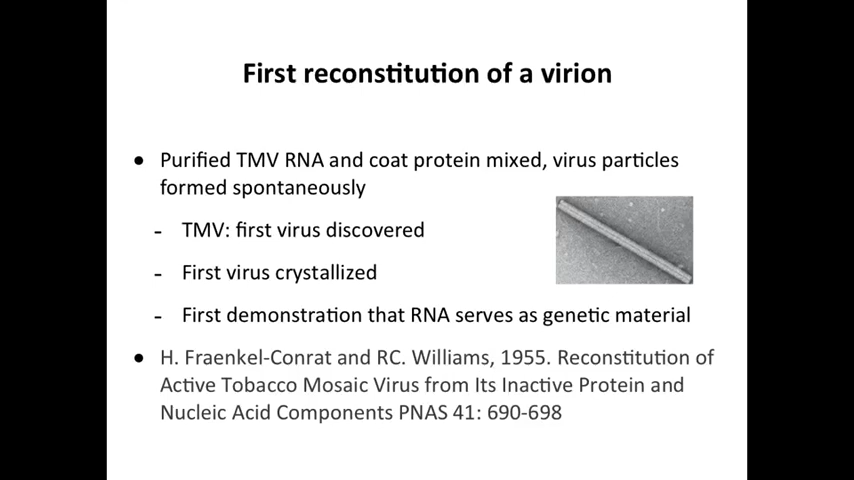 First reconstitution of a virion
● Purified TMV RNA and coat protein mixed, virus particles
formed spontaneously
- TMV: first virus discovered
- First virus crystallized
- First demonstration that RNA serves as genetic material
● H. Fraenkel-Conrat and RC. Williams, 1955. Reconstitution of
Active Tobacco Mosaic Virus from Its Inactive Protein and
Nucleic Acid Components PNAS 41: 690-698